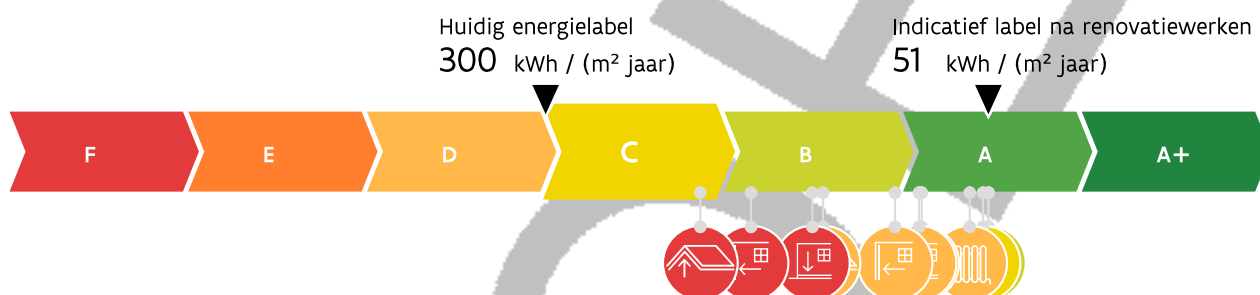 Huidig energielabel
300 kWh / (m² jaar)
Indicatief label na renovatiewerken
51 kWh / (m² jaar)
F E D C B A A+